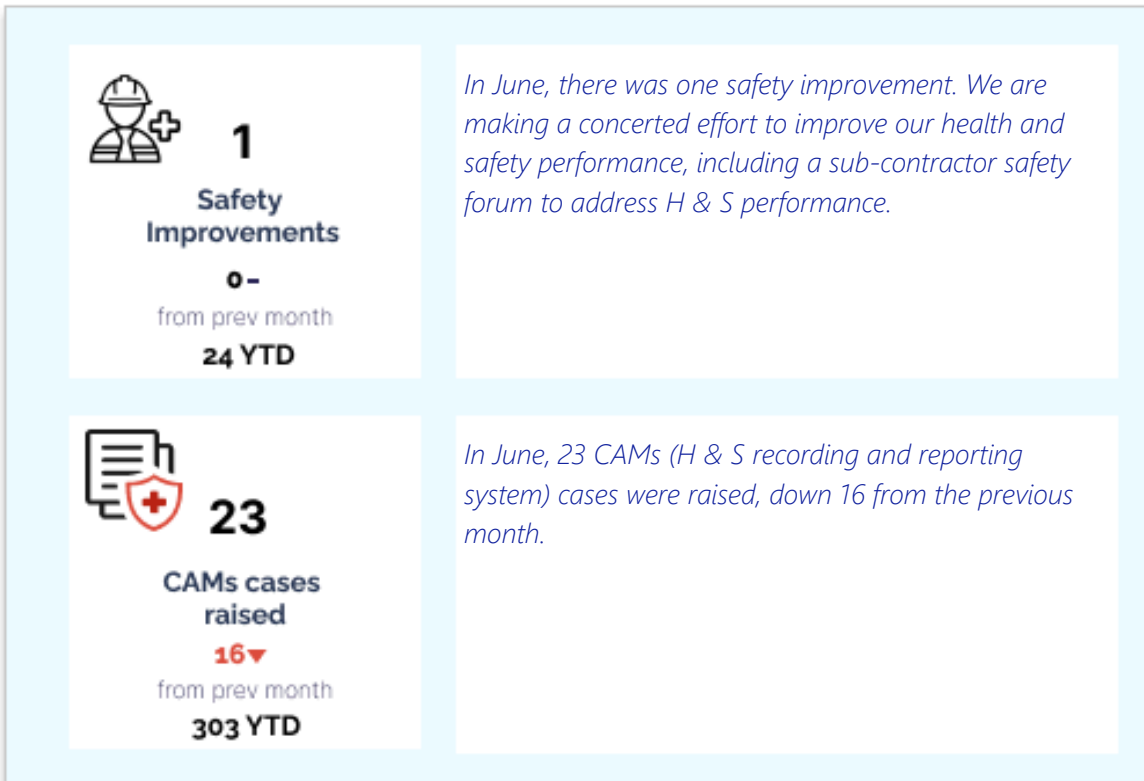 1
Safety
Improvements
0 -
from prev month
24 YTD
In June, there was one safety improvement. We are
making a concerted effort to improve our health and
safety performance, including a sub-contractor safety
forum to address H & S performance.
23
CAMs cases
raised
16▼
from prev month
303 YTD
In June, 23 CAMs (H & S recording and reporting
system) cases were raised, down 16 from the previous
month.